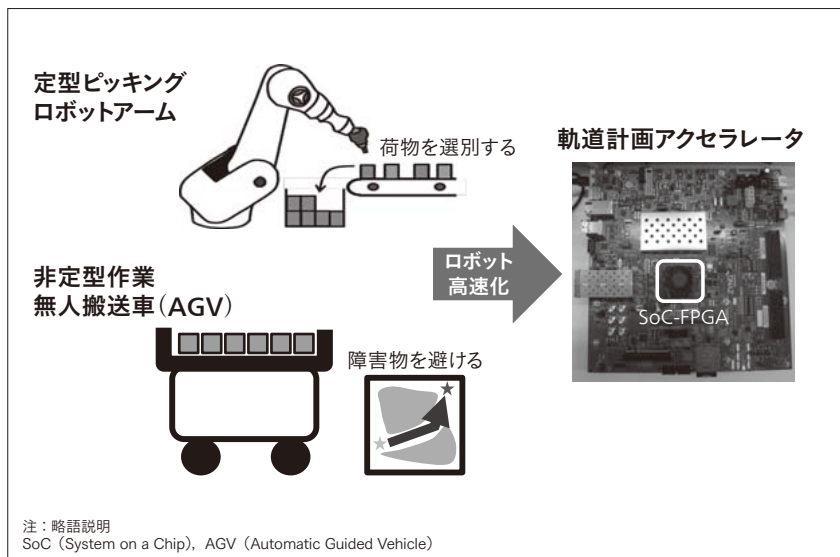 定型ピッキング
ロボットアーム
荷物を選別する
軌道計画アクセラレータ
ロボット
高速化
SoC-FPGA
非定型作業
無人搬送車(AGV)
障害物を避ける
注：略語説明
SoC（System on a Chip），AGV（Automatic Guided Vehicle）